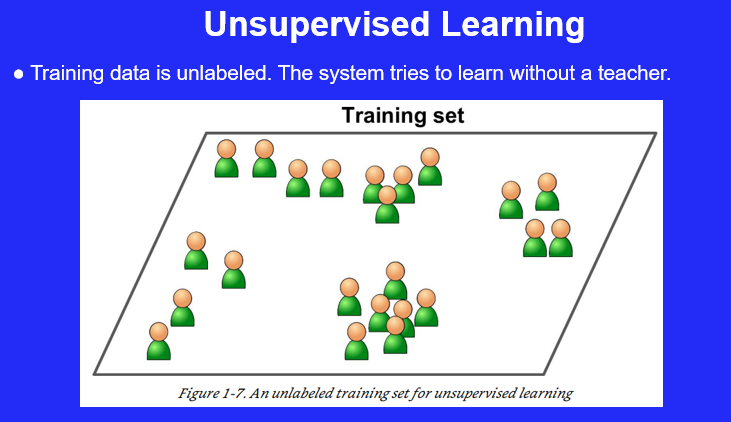 Unsupervised Learning
● Training data is unlabeled. The system tries to learn without a teacher.
Training set
Figure 1-7. An unlabeled training set for unsupervised learning